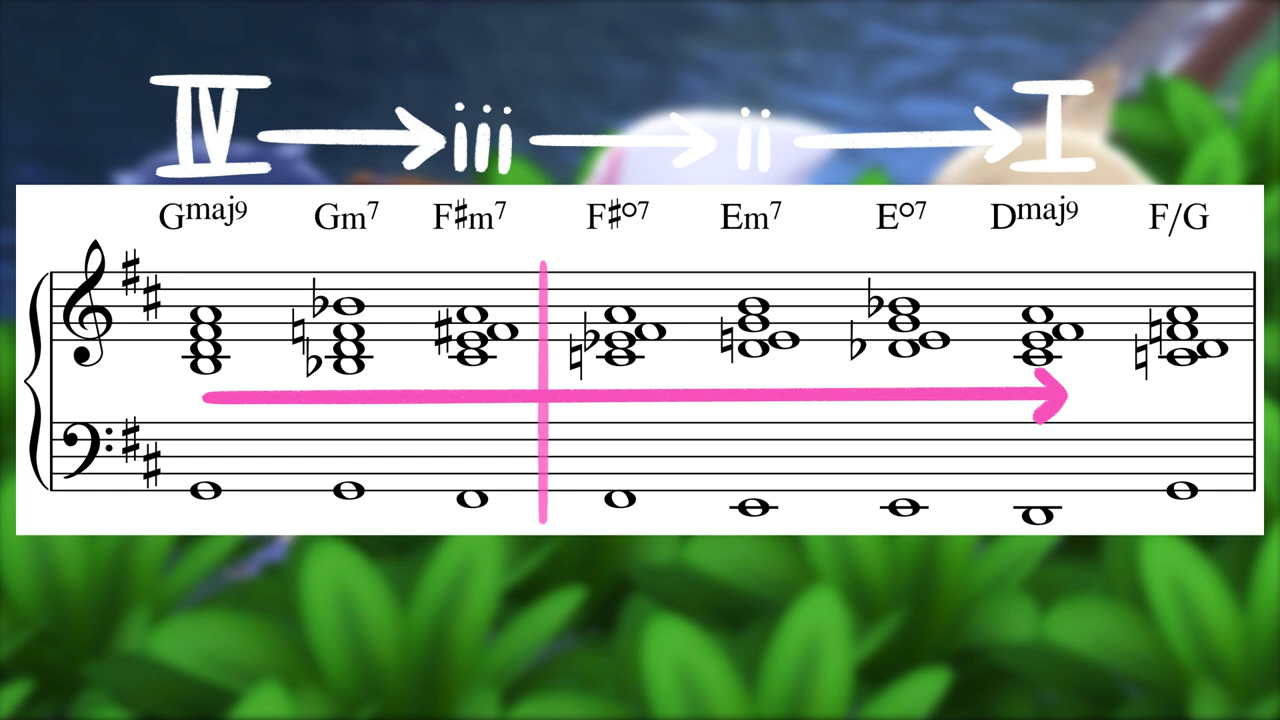 IV → iii → ii → I
Gmaj9 Gm7 F♯m7 F♯°7 Em7 E°7 Dmaj9 F/G